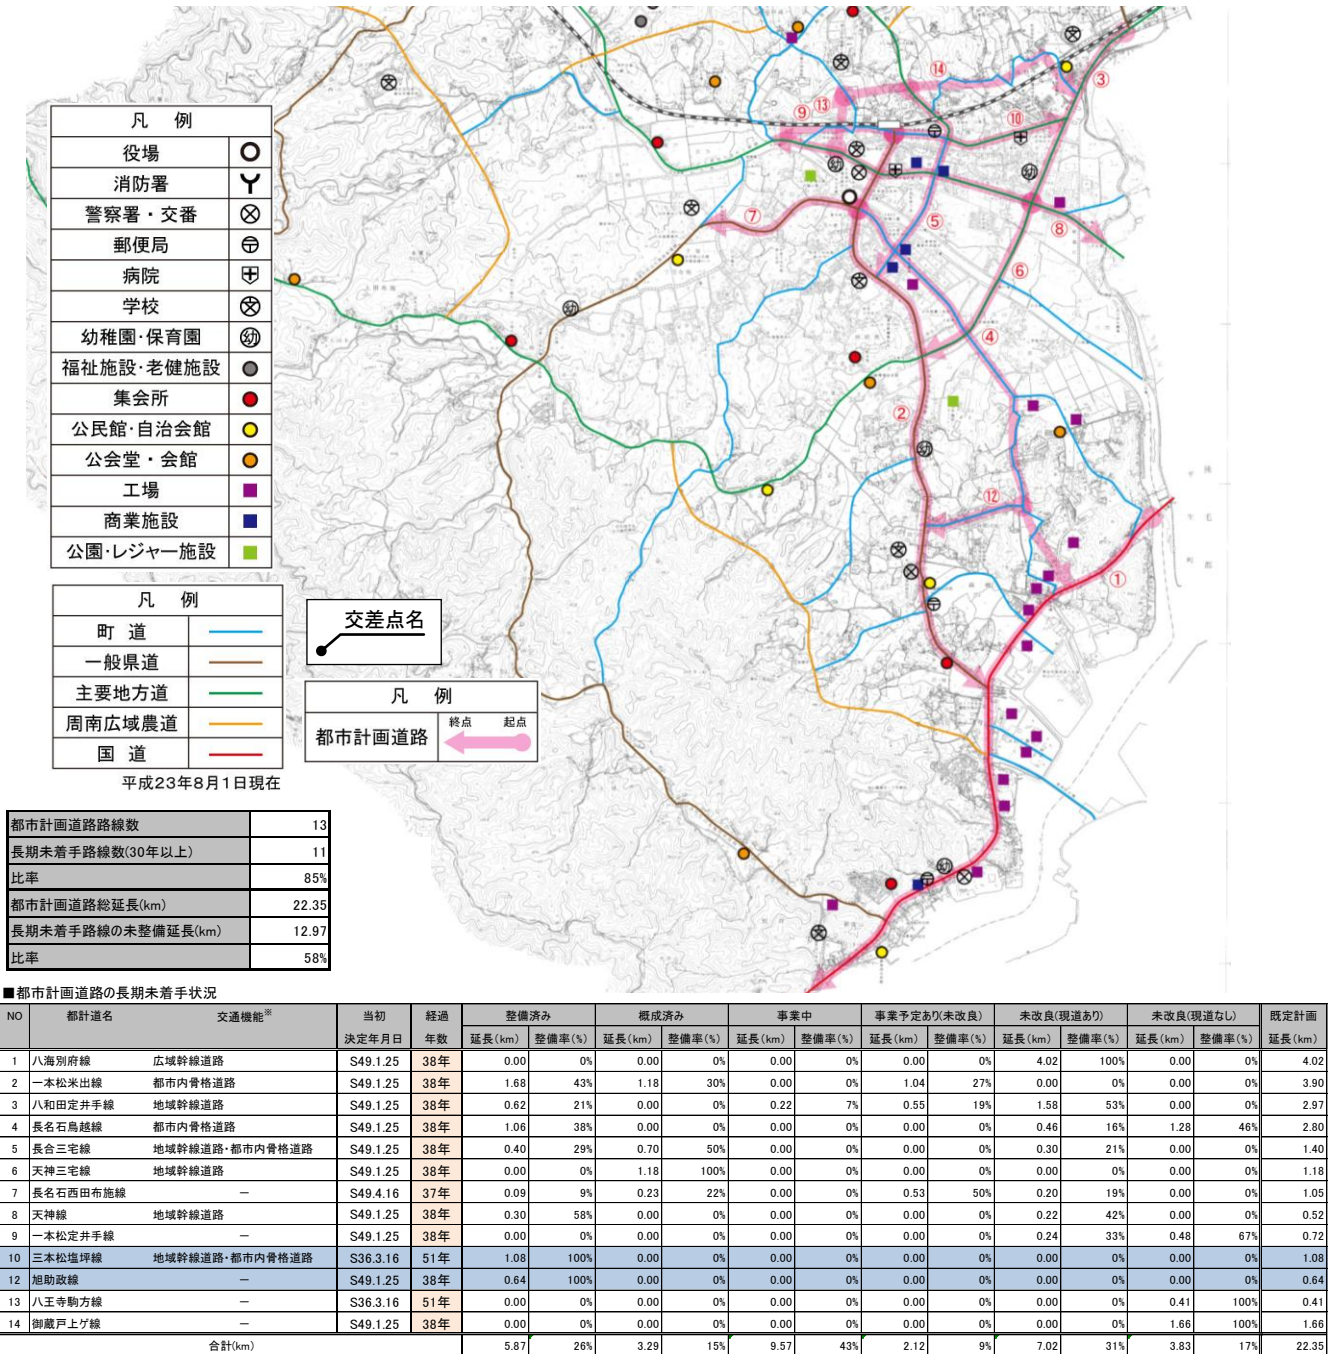 凡 例
役場
消防署
警察署・交番
郵便局
病院
学校
幼稚園・保育園
福祉施設・老健施設
集会所
公民館・自治会館
公会堂・会館
工場
商業施設
公園・レジャー施設
凡 例
町 道
一般県道
主要地方道
周南広域農道
国 道
平成23年8月1日現在
交差点名
凡 例
都市計画道路 終点 起点
⑭
③
⑨ ⑬
⑩
⑦
⑤
⑧
⑥
④
②
⑫
①
都市計画道路路線数 13
長期未着手路線数(30年以上) 11
比率 85%
都市計画道路総延長(km) 22.35
長期未着手路線の未整備延長(km) 12.97
比率 58%
■都市計画道路の長期未着手状況
NO 都計道名 交通機能※ 当初 経過 整備済み 概成済み 事業中 事業予定あり(未改良) 未改良(現道あり) 未改良(現道なし) 既定計画
決定年月日 年数 延長(km) 整備率(%) 延長(km) 整備率(%) 延長(km) 整備率(%) 延長(km) 整備率(%) 延長(km) 整備率(%) 延長(km) 整備率(%) 延長(km)
1 八海別府線 広域幹線道路 S49.1.25 38年 0.00 0% 0.00 0% 0.00 0% 0.00 0% 4.02 100% 0.00 0% 4.02
2 一本松米出線 都市内骨格道路 S49.1.25 38年 1.68 43% 1.18 30% 0.00 0% 1.04 27% 0.00 0% 0.00 0% 3.90
3 八和田定井手線 地域幹線道路 S49.1.25 38年 0.62 21% 0.00 0% 0.22 7% 0.55 19% 1.58 53% 0.00 0% 2.97
4 長名石鳥越線 都市内骨格道路 S49.1.25 38年 1.06 38% 0.00 0% 0.00 0% 0.00 0% 0.46 16% 1.28 46% 2.80
5 長合三宅線 地域幹線道路・都市内骨格道路 S49.1.25 38年 0.40 29% 0.70 50% 0.00 0% 0.00 0% 0.30 21% 0.00 0% 1.40
6 天神三宅線 地域幹線道路 S49.1.25 38年 0.00 0% 1.18 100% 0.00 0% 0.00 0% 0.00 0% 0.00 0% 1.18
7 長名石西田布施線 － S49.4.16 37年 0.09 9% 0.23 22% 0.00 0% 0.53 50% 0.20 19% 0.00 0% 1.05
8 天神線 地域幹線道路 S49.1.25 38年 0.30 58% 0.00 0% 0.00 0% 0.00 0% 0.22 42% 0.00 0% 0.52
9 一本松定井手線 － S49.1.25 38年 0.00 0% 0.00 0% 0.00 0% 0.00 0% 0.24 33% 0.48 67% 0.72
10 三本松塩坪線 地域幹線道路・都市内骨格道路 S36.3.16 51年 1.08 100% 0.00 0% 0.00 0% 0.00 0% 0.00 0% 0.00 0% 1.08
12 旭助政線 － S49.1.25 38年 0.64 100% 0.00 0% 0.00 0% 0.00 0% 0.00 0% 0.00 0% 0.64
13 八王寺駒方線 － S36.3.16 51年 0.00 0% 0.00 0% 0.00 0% 0.00 0% 0.00 0% 0.41 100% 0.41
14 御蔵戸上ゲ線 － S49.1.25 38年 0.00 0% 0.00 0% 0.00 0% 0.00 0% 0.00 0% 1.66 100% 1.66
合計(km) 5.87 26% 3.29 15% 9.57 43% 2.12 9% 7.02 31% 3.83 17% 22.35